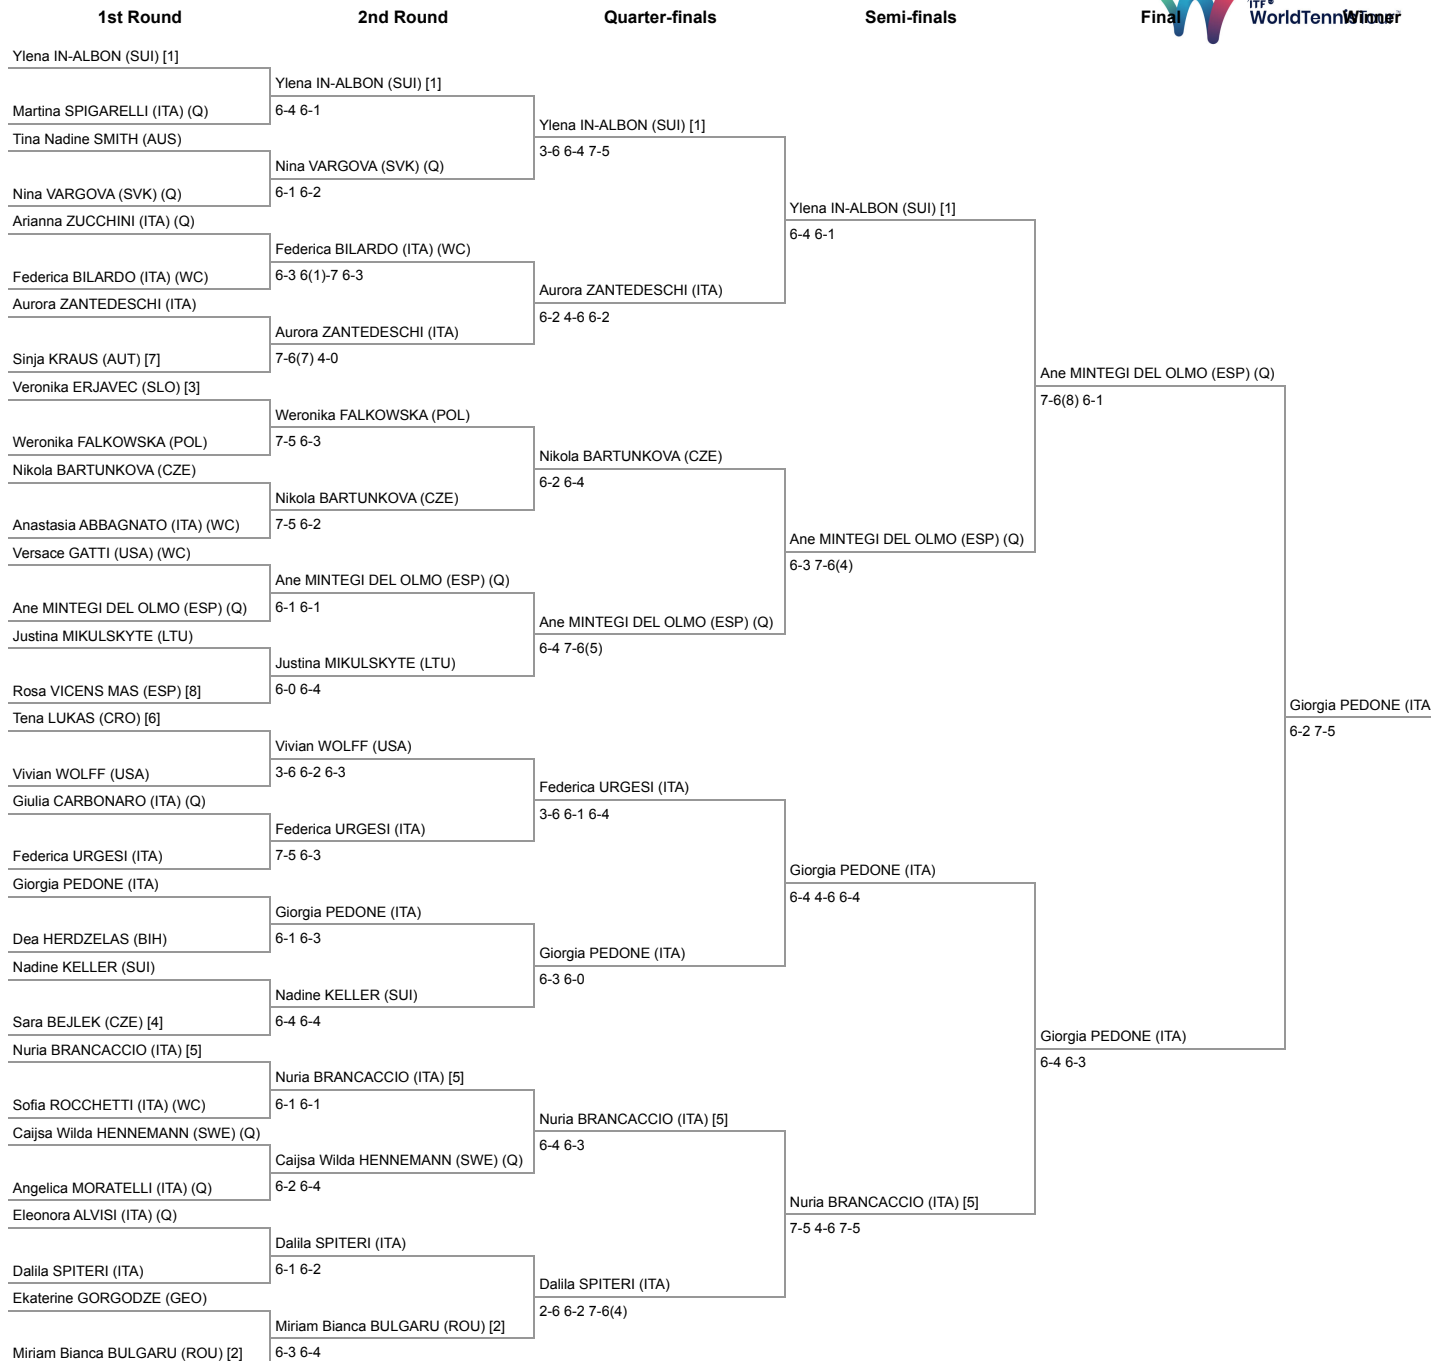 1st Round
2nd Round
Quarter-finals
Semi-finals
Final
ITF®
WorldTennisTour
Winner
Ylena IN-ALBON (SUI) [1]
Martina SPIGARELLI (ITA) (Q)
Tina Nadine SMITH (AUS)
Nina VARGOVA (SVK) (Q)
Arianna ZUCCHINI (ITA) (Q)
Federica BILARDO (ITA) (WC)
Aurora ZANTEDESCHI (ITA)
Sinja KRAUS (AUT) [7]
Veronika ERJAVEC (SLO) [3]
Weronika FALKOWSKA (POL)
Nikola BARTUNKOVA (CZE)
Anastasia ABBAGNATO (ITA) (WC)
Versace GATTI (USA) (WC)
Ane MINTEGI DEL OLMO (ESP) (Q)
Justina MIKULSKYTE (LTU)
Rosa VICENS MAS (ESP) [8]
Tena LUKAS (CRO) [6]
Vivian WOLFF (USA)
Giulia CARBONARO (ITA) (Q)
Federica URGESI (ITA)
Giorgia PEDONE (ITA)
Dea HERDZELAS (BIH)
Nadine KELLER (SUI)
Sara BEJLEK (CZE) [4]
Nuria BRANCACCIO (ITA) [5]
Sofia ROCCHETTI (ITA) (WC)
Caijsa Wilda HENNEMANN (SWE) (Q)
Angelica MORATELLI (ITA) (Q)
Eleonora ALVISI (ITA) (Q)
Dalila SPITERI (ITA)
Ekaterine GORGODZE (GEO)
Miriam Bianca BULGARU (ROU) [2]
Ylena IN-ALBON (SUI) [1]
6-4 6-1
Nina VARGOVA (SVK) (Q)
6-1 6-2
Federica BILARDO (ITA) (WC)
6-3 6(1)-7 6-3
Aurora ZANTEDESCHI (ITA)
7-6(7) 4-0
Weronika FALKOWSKA (POL)
7-5 6-3
Nikola BARTUNKOVA (CZE)
7-5 6-2
Ane MINTEGI DEL OLMO (ESP) (Q)
6-1 6-1
Justina MIKULSKYTE (LTU)
6-0 6-4
Vivian WOLFF (USA)
3-6 6-2 6-3
Federica URGESI (ITA)
7-5 6-3
Giorgia PEDONE (ITA)
6-1 6-3
Nadine KELLER (SUI)
6-4 6-4
Nuria BRANCACCIO (ITA) [5]
6-1 6-1
Caijsa Wilda HENNEMANN (SWE) (Q)
6-2 6-4
Dalila SPITERI (ITA)
6-1 6-2
Miriam Bianca BULGARU (ROU) [2]
6-3 6-4
Ylena IN-ALBON (SUI) [1]
3-6 6-4 7-5
Aurora ZANTEDESCHI (ITA)
6-2 4-6 6-2
Nikola BARTUNKOVA (CZE)
6-2 6-4
Ane MINTEGI DEL OLMO (ESP) (Q)
6-4 7-6(5)
Federica URGESI (ITA)
3-6 6-1 6-4
Giorgia PEDONE (ITA)
6-3 6-0
Nuria BRANCACCIO (ITA) [5]
6-4 6-3
Dalila SPITERI (ITA)
2-6 6-2 7-6(4)
Ylena IN-ALBON (SUI) [1]
6-4 6-1
Ane MINTEGI DEL OLMO (ESP) (Q)
6-3 7-6(4)
Giorgia PEDONE (ITA)
6-4 4-6 6-4
Nuria BRANCACCIO (ITA) [5]
7-5 4-6 7-5
Ane MINTEGI DEL OLMO (ESP) (Q)
7-6(8) 6-1
Giorgia PEDONE (ITA)
6-4 6-3
Giorgia PEDONE (ITA
6-2 7-5